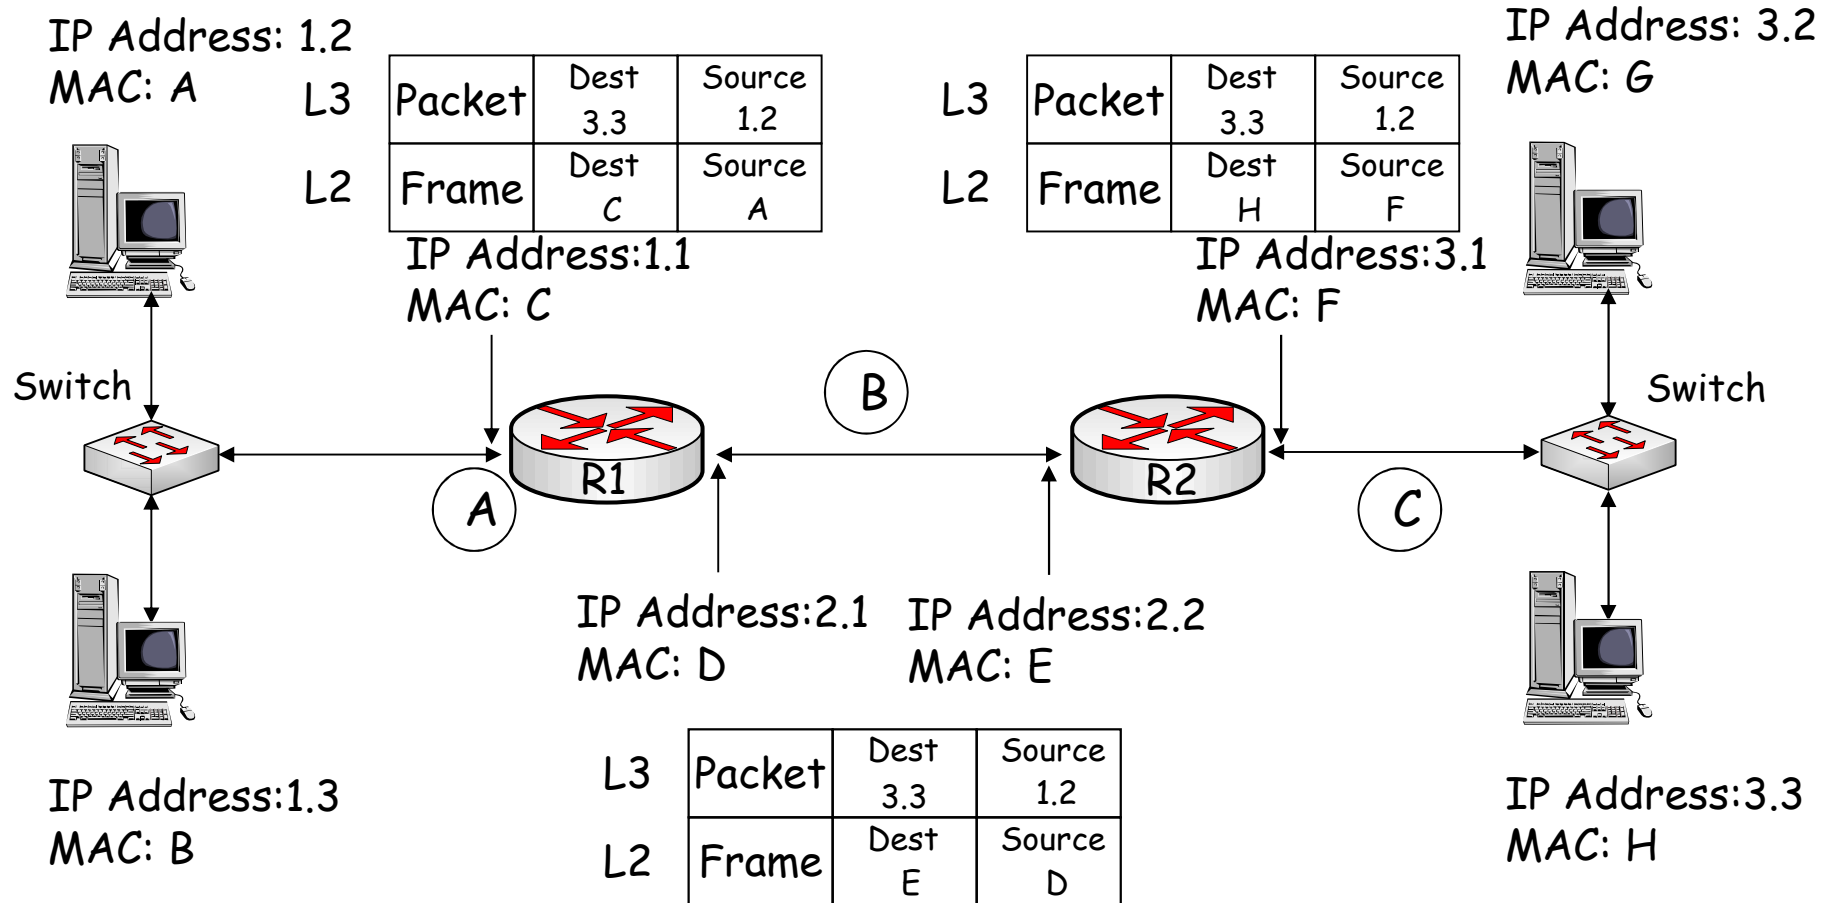 IP Address: 1.2
MAC: A
L3 Packet Dest 3.3 Source 1.2
L2 Frame Dest C Source A
IP Address:1.1
MAC: C
L3 Packet Dest 3.3 Source 1.2
L2 Frame Dest H Source F
IP Address:3.1
MAC: F
IP Address: 3.2
MAC: G
Switch
A
R1
B
R2
C
Switch
IP Address:2.1
MAC: D
IP Address:2.2
MAC: E
IP Address:1.3
MAC: B
L3 Packet Dest 3.3 Source 1.2
L2 Frame Dest E Source D
IP Address:3.3
MAC: H